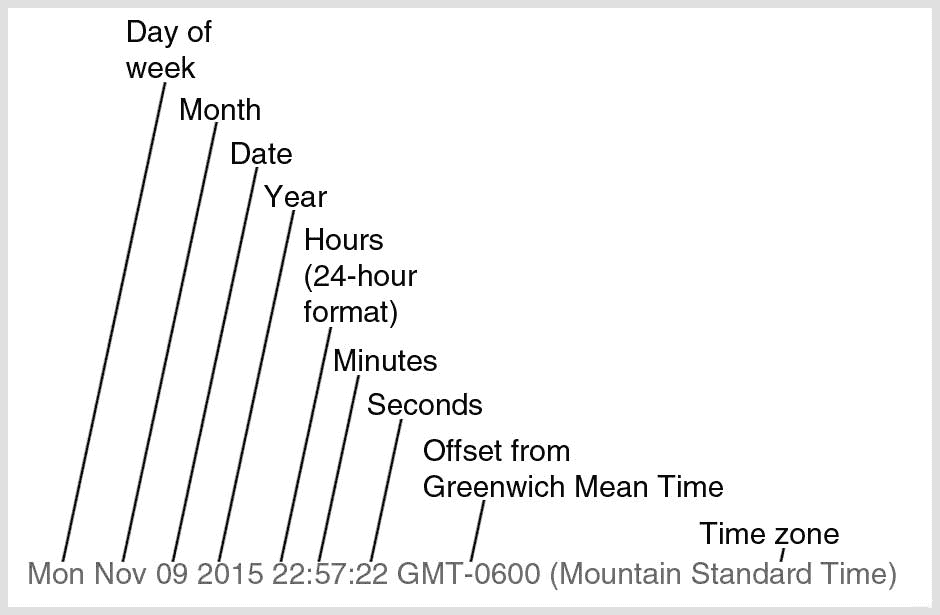 Day of
week
Month
Date
Year
Hours
(24-hour
format)
Minutes
Seconds
Offset from
Greenwich Mean Time
Time zone
Mon Nov 09 2015 22:57:22 GMT-0600 (Mountain Standard Time)